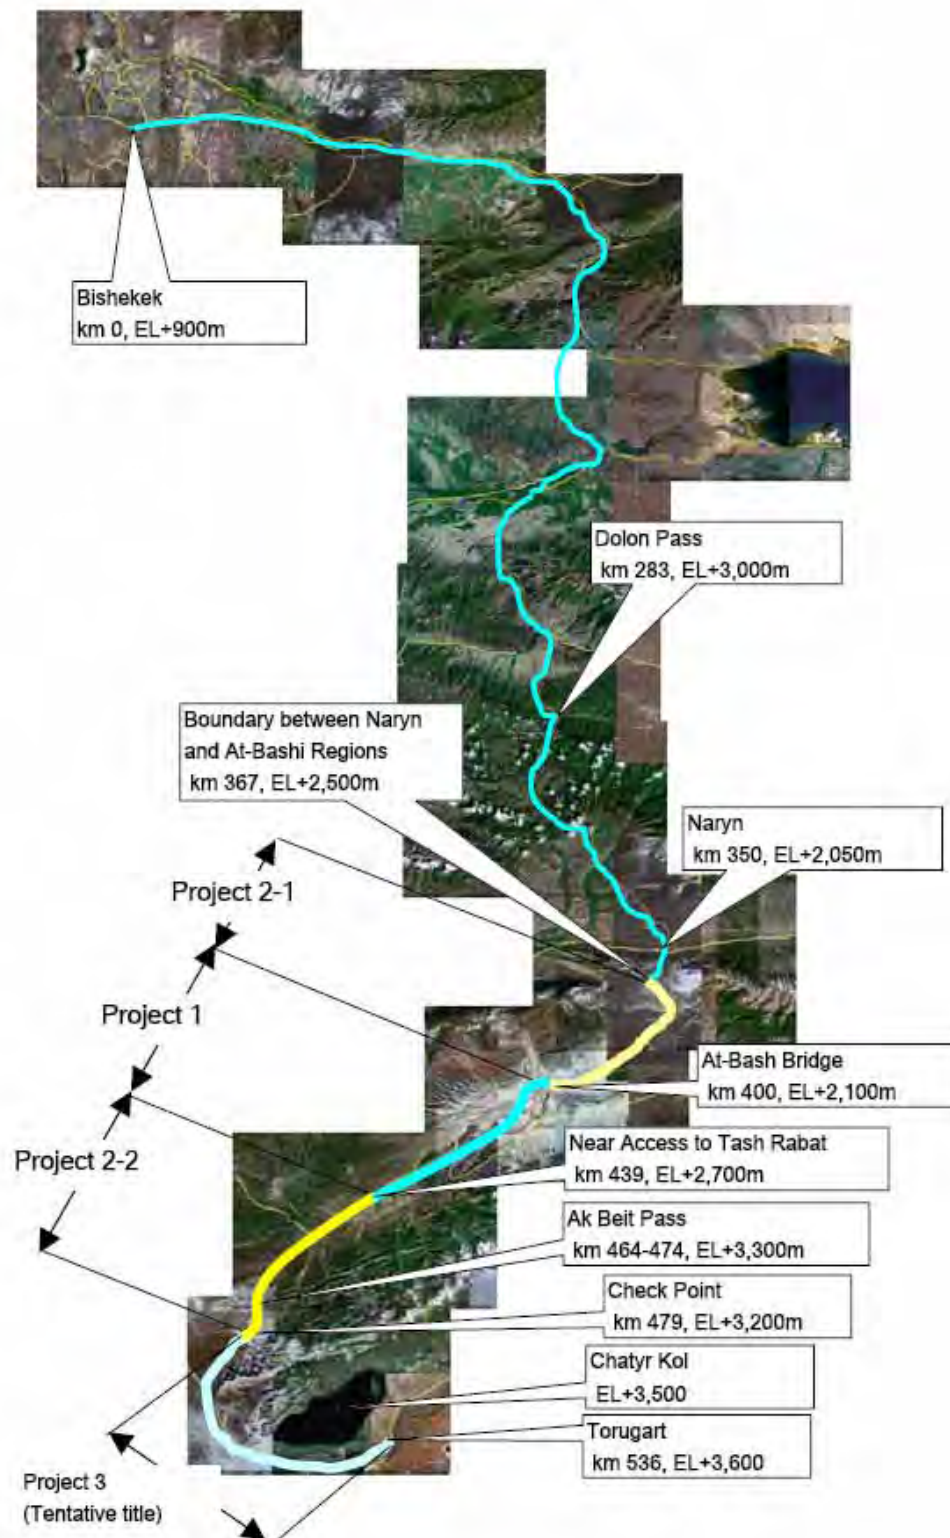 Bishekek
km 0, EL+900m
Dolon Pass
km 283, EL+3,000m
Boundary between Naryn
and At-Bashi Regions
km 367, EL+2,500m
Naryn
km 350, EL+2,050m
Project 2-1
Project 1
At-Bash Bridge
km 400, EL+2,100m
Near Access to Tash Rabat
km 439, EL+2,700m
Project 2-2
Ak Beit Pass
km 464-474, EL+3,300m
Check Point
km 479, EL+3,200m
Chatyr Kol
EL+3,500
Torugart
km 536, EL+3,600
Project 3
(Tentative title)